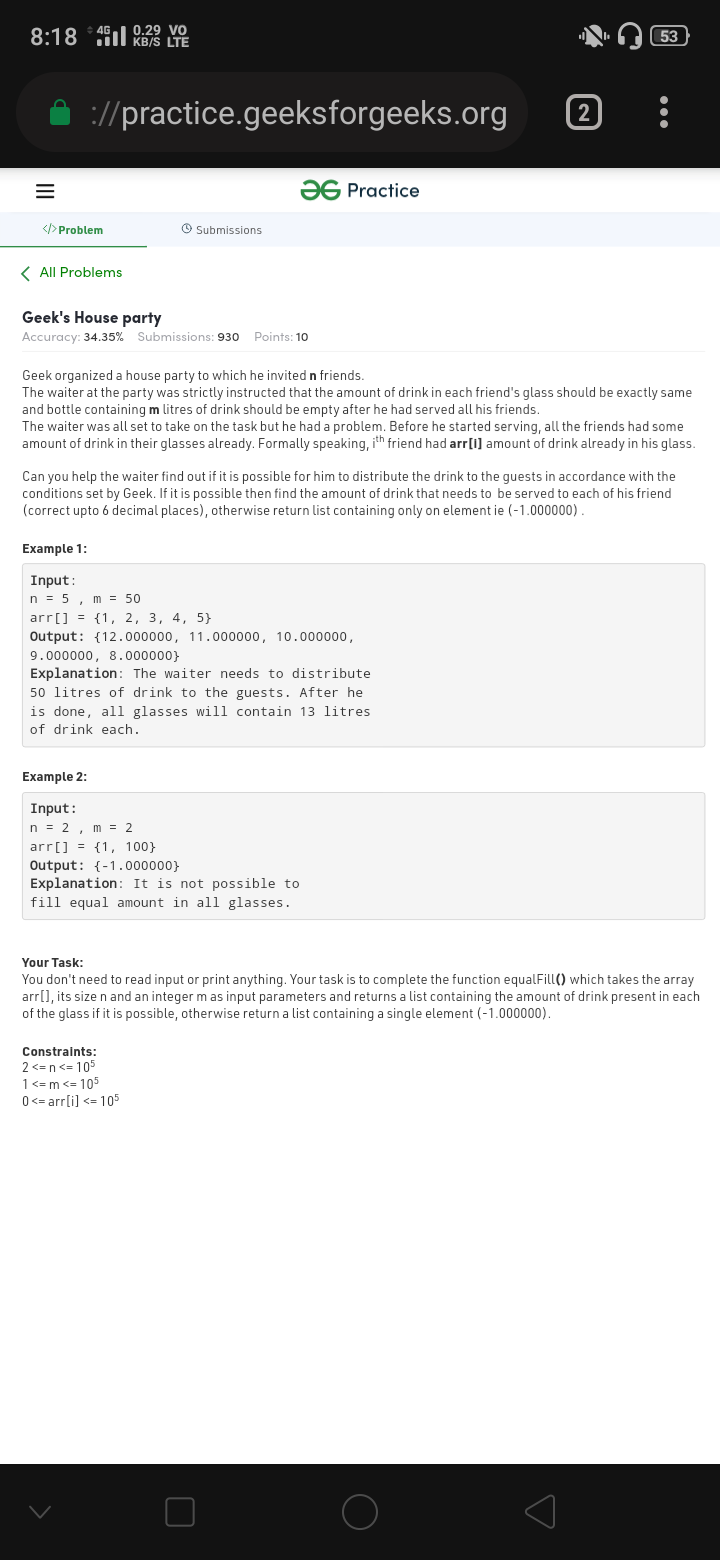 8:18 4G 0.29 KB/S VO LTE 53
://practice.geeksforgeeks.org 2
Practice
</>Problem Submissions
All Problems
Geek's House party
Accuracy: 34.35% Submissions: 930 Points: 10
Geek organized a house party to which he invited n friends.
The waiter at the party was strictly instructed that the amount of drink in each friend's glass should be exactly same
and bottle containing m litres of drink should be empty after he had served all his friends.
The waiter was all set to take on the task but he had a problem. Before he started serving, all the friends had some
amount of drink in their glasses already. Formally speaking, iᵗʰ friend had arr[I] amount of drink already in his glass.
Can you help the waiter find out if it is possible for him to distribute the drink to the guests in accordance with the
conditions set by Geek. If it is possible then find the amount of drink that needs to  be served to each of his friend
(correct upto 6 decimal places), otherwise return list containing only on element ie (-1.000000) .
Example 1:
Input:
n = 5 , m = 50
arr[] = {1, 2, 3, 4, 5}
Output: {12.000000, 11.000000, 10.000000,
9.000000, 8.000000}
Explanation: The waiter needs to distribute
50 litres of drink to the guests. After he
is done, all glasses will contain 13 litres
of drink each.
Example 2:
Input:
n = 2 , m = 2
arr[] = {1, 100}
Output: {-1.000000}
Explanation: It is not possible to
fill equal amount in all glasses.
Your Task:
You don't need to read input or print anything. Your task is to complete the function equalFill() which takes the array
arr[], its size n and an integer m as input parameters and returns a list containing the amount of drink present in each
of the glass if it is possible, otherwise return a list containing a single element (-1.000000).
Constraints:
2 <= n <= 10⁵
1 <= m <= 10⁵
0 <= arr[i] <= 10⁵